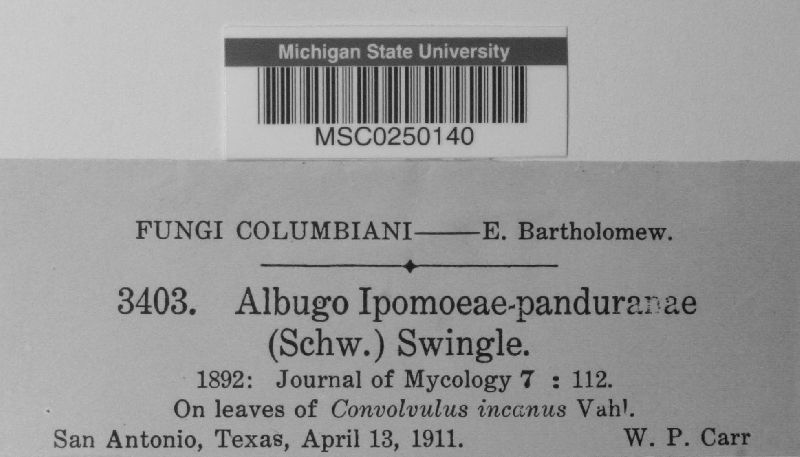 Michigan State University
MSC0250140
FUNGI COLUMBIANI——E. Bartholomew.
3403. Albugo Ipomoeae-panduranae
(Schw.) Swingle.
1892: Journal of Mycology 7 : 112.
On leaves of Convolvulus incanus Vahl.
San Antonio, Texas, April 13, 1911. W. P. Carr